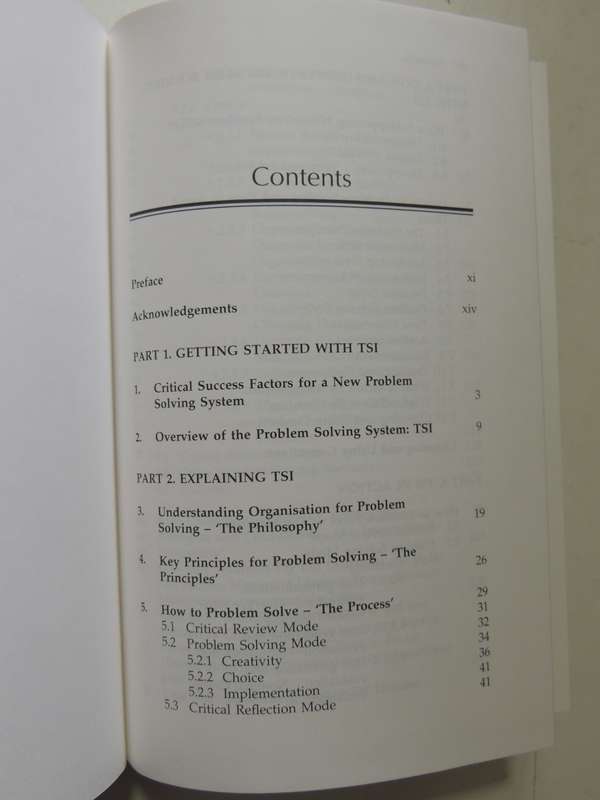 Contents
Preface xi
Acknowledgements xiv
PART 1. GETTING STARTED WITH TSI
1. Critical Success Factors for a New Problem
Solving System 3
2. Overview of the Problem Solving System: TSI 9
PART 2. EXPLAINING TSI
3. Understanding Organisation for Problem
Solving – ‘The Philosophy’ 19
4. Key Principles for Problem Solving – ‘The
Principles’ 26
5. How to Problem Solve – ‘The Process’ 29
5.1 Critical Review Mode 31
5.2 Problem Solving Mode 32
5.2.1 Creativity 34
5.2.2 Choice 36
5.2.3 Implementation 41
5.3 Critical Reflection Mode 41